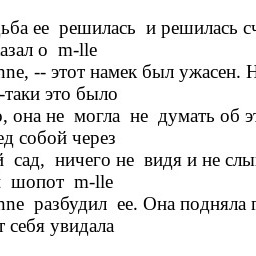 дьба ее решилась и решилась сч
азал о m-lle
nne, -- этот намек был ужасен. Н
-таки это было
о, она не могла не думать об э
ед собой через
й сад, ничего не видя и не слы
шопот m-lle
nne разбудил ее. Она подняла г
т себя увидала